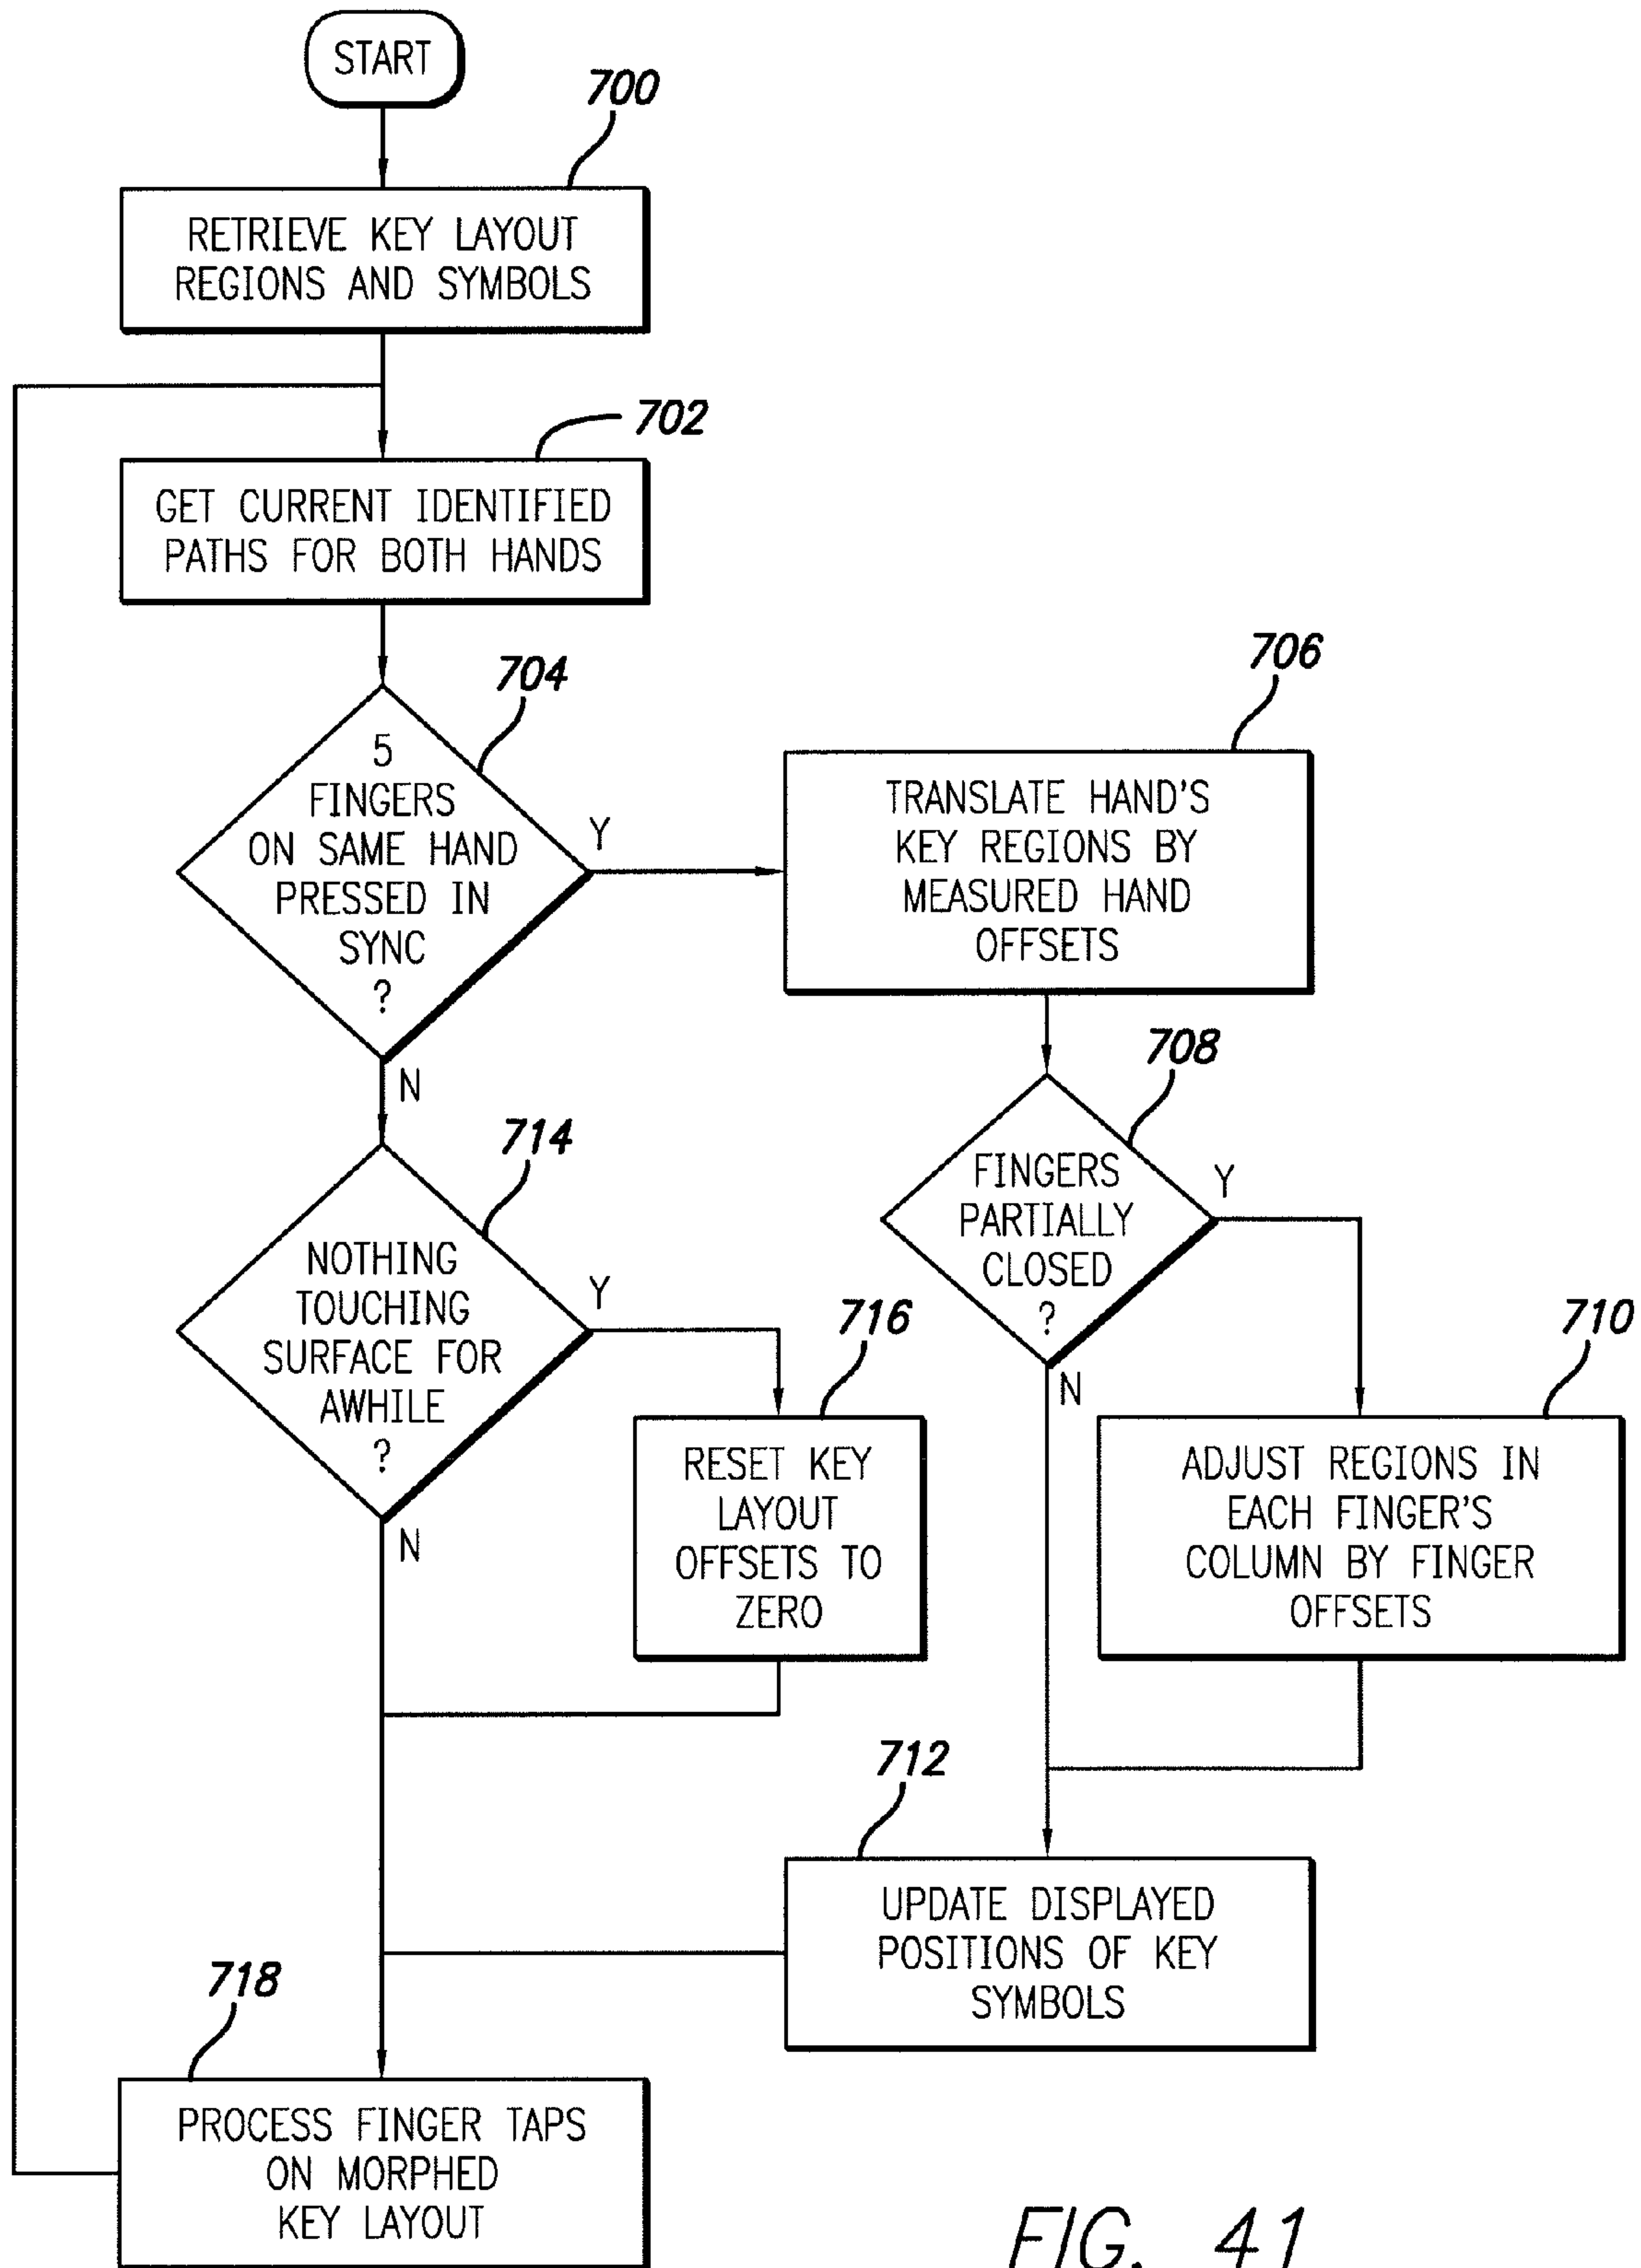 START
700
RETRIEVE KEY LAYOUT
REGIONS AND SYMBOLS
702
GET CURRENT IDENTIFIED
PATHS FOR BOTH HANDS
704
5
FINGERS
ON SAME HAND
PRESSED IN
SYNC
?
Y
N
706
TRANSLATE HAND'S
KEY REGIONS BY
MEASURED HAND
OFFSETS
708
FINGERS
PARTIALLY
CLOSED
?
Y
N
714
NOTHING
TOUCHING
SURFACE FOR
AWHILE
?
Y
N
716
RESET KEY
LAYOUT
OFFSETS TO
ZERO
710
ADJUST REGIONS IN
EACH FINGER'S
COLUMN BY FINGER
OFFSETS
712
UPDATE DISPLAYED
POSITIONS OF KEY
SYMBOLS
718
PROCESS FINGER TAPS
ON MORPHED
KEY LAYOUT
FIG. 41